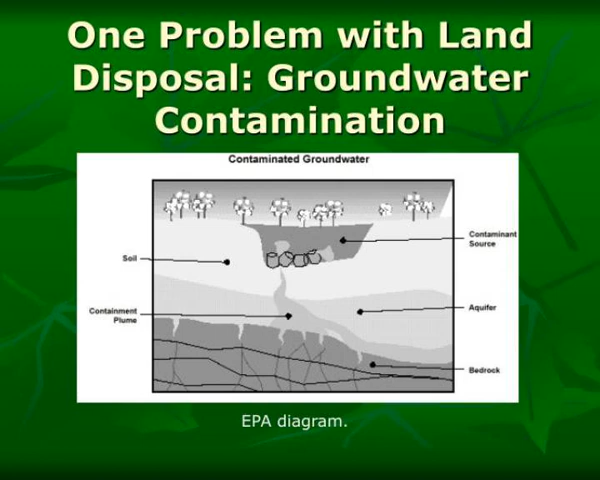 One Problem with Land
Disposal: Groundwater
Contamination
Contaminated Groundwater
Contaminant
Source
Soil
Containment
Plume
Aquifer
Bedrock
EPA diagram.